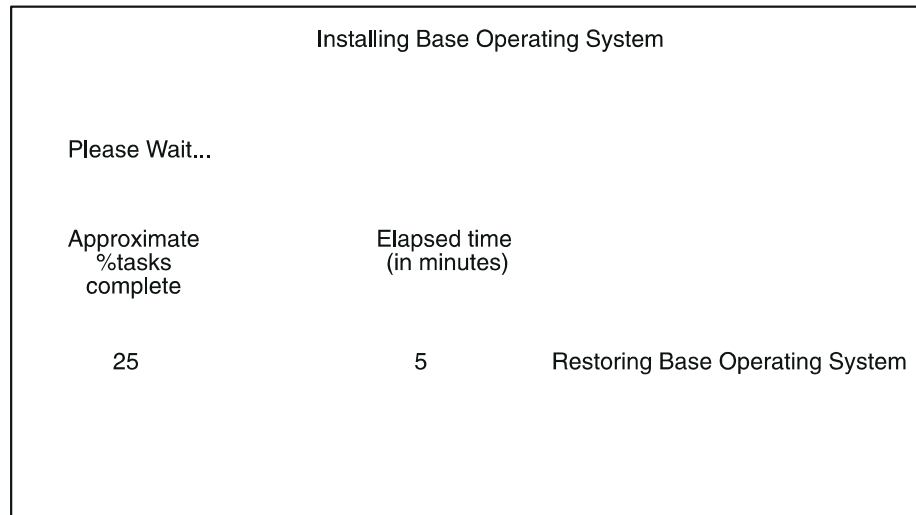 Installing Base Operating System
Please Wait...
Approximate
%tasks
complete
Elapsed time
(in minutes)
25 5 Restoring Base Operating System